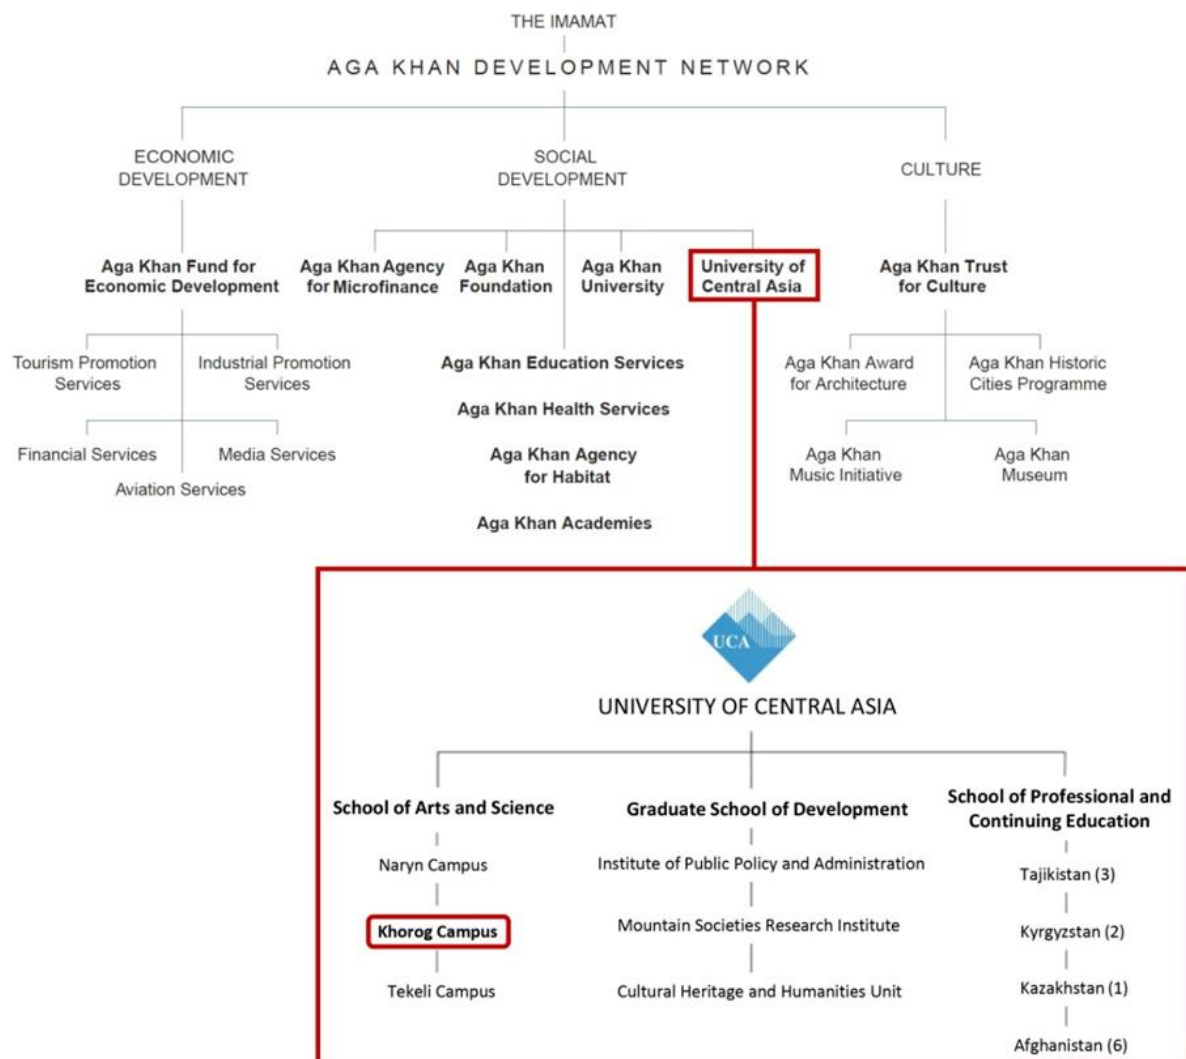 THE IMAMAT
AGA KHAN DEVELOPMENT NETWORK
ECONOMIC
DEVELOPMENT
SOCIAL
DEVELOPMENT
CULTURE
Aga Khan Fund for
Economic Development
Aga Khan Agency
for Microfinance
Aga Khan
Foundation
Aga Khan
University
University of
Central Asia
Aga Khan Trust
for Culture
Tourism Promotion
Services
Industrial Promotion
Services
Financial Services
Media Services
Aviation Services
Aga Khan Education Services
Aga Khan Health Services
Aga Khan Agency
for Habitat
Aga Khan Academies
Aga Khan Award
for Architecture
Aga Khan Historic
Cities Programme
Aga Khan
Music Initiative
Aga Khan
Museum
UCA
UNIVERSITY OF CENTRAL ASIA
School of Arts and Science
Naryn Campus
Khorog Campus
Tekeli Campus
Graduate School of Development
Institute of Public Policy and Administration
Mountain Societies Research Institute
Cultural Heritage and Humanities Unit
School of Professional and
Continuing Education
Tajikistan (3)
Kyrgyzstan (2)
Kazakhstan (1)
Afghanistan (6)